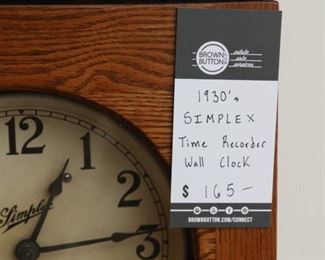 BROWN
BUTTON
estate
sale
services
1930's
SIMPLEX
Time Recorder
Wall Clock
$ 165-
BROWNBUTTON.COM/CONNECT
12
1
2
3
Simplex